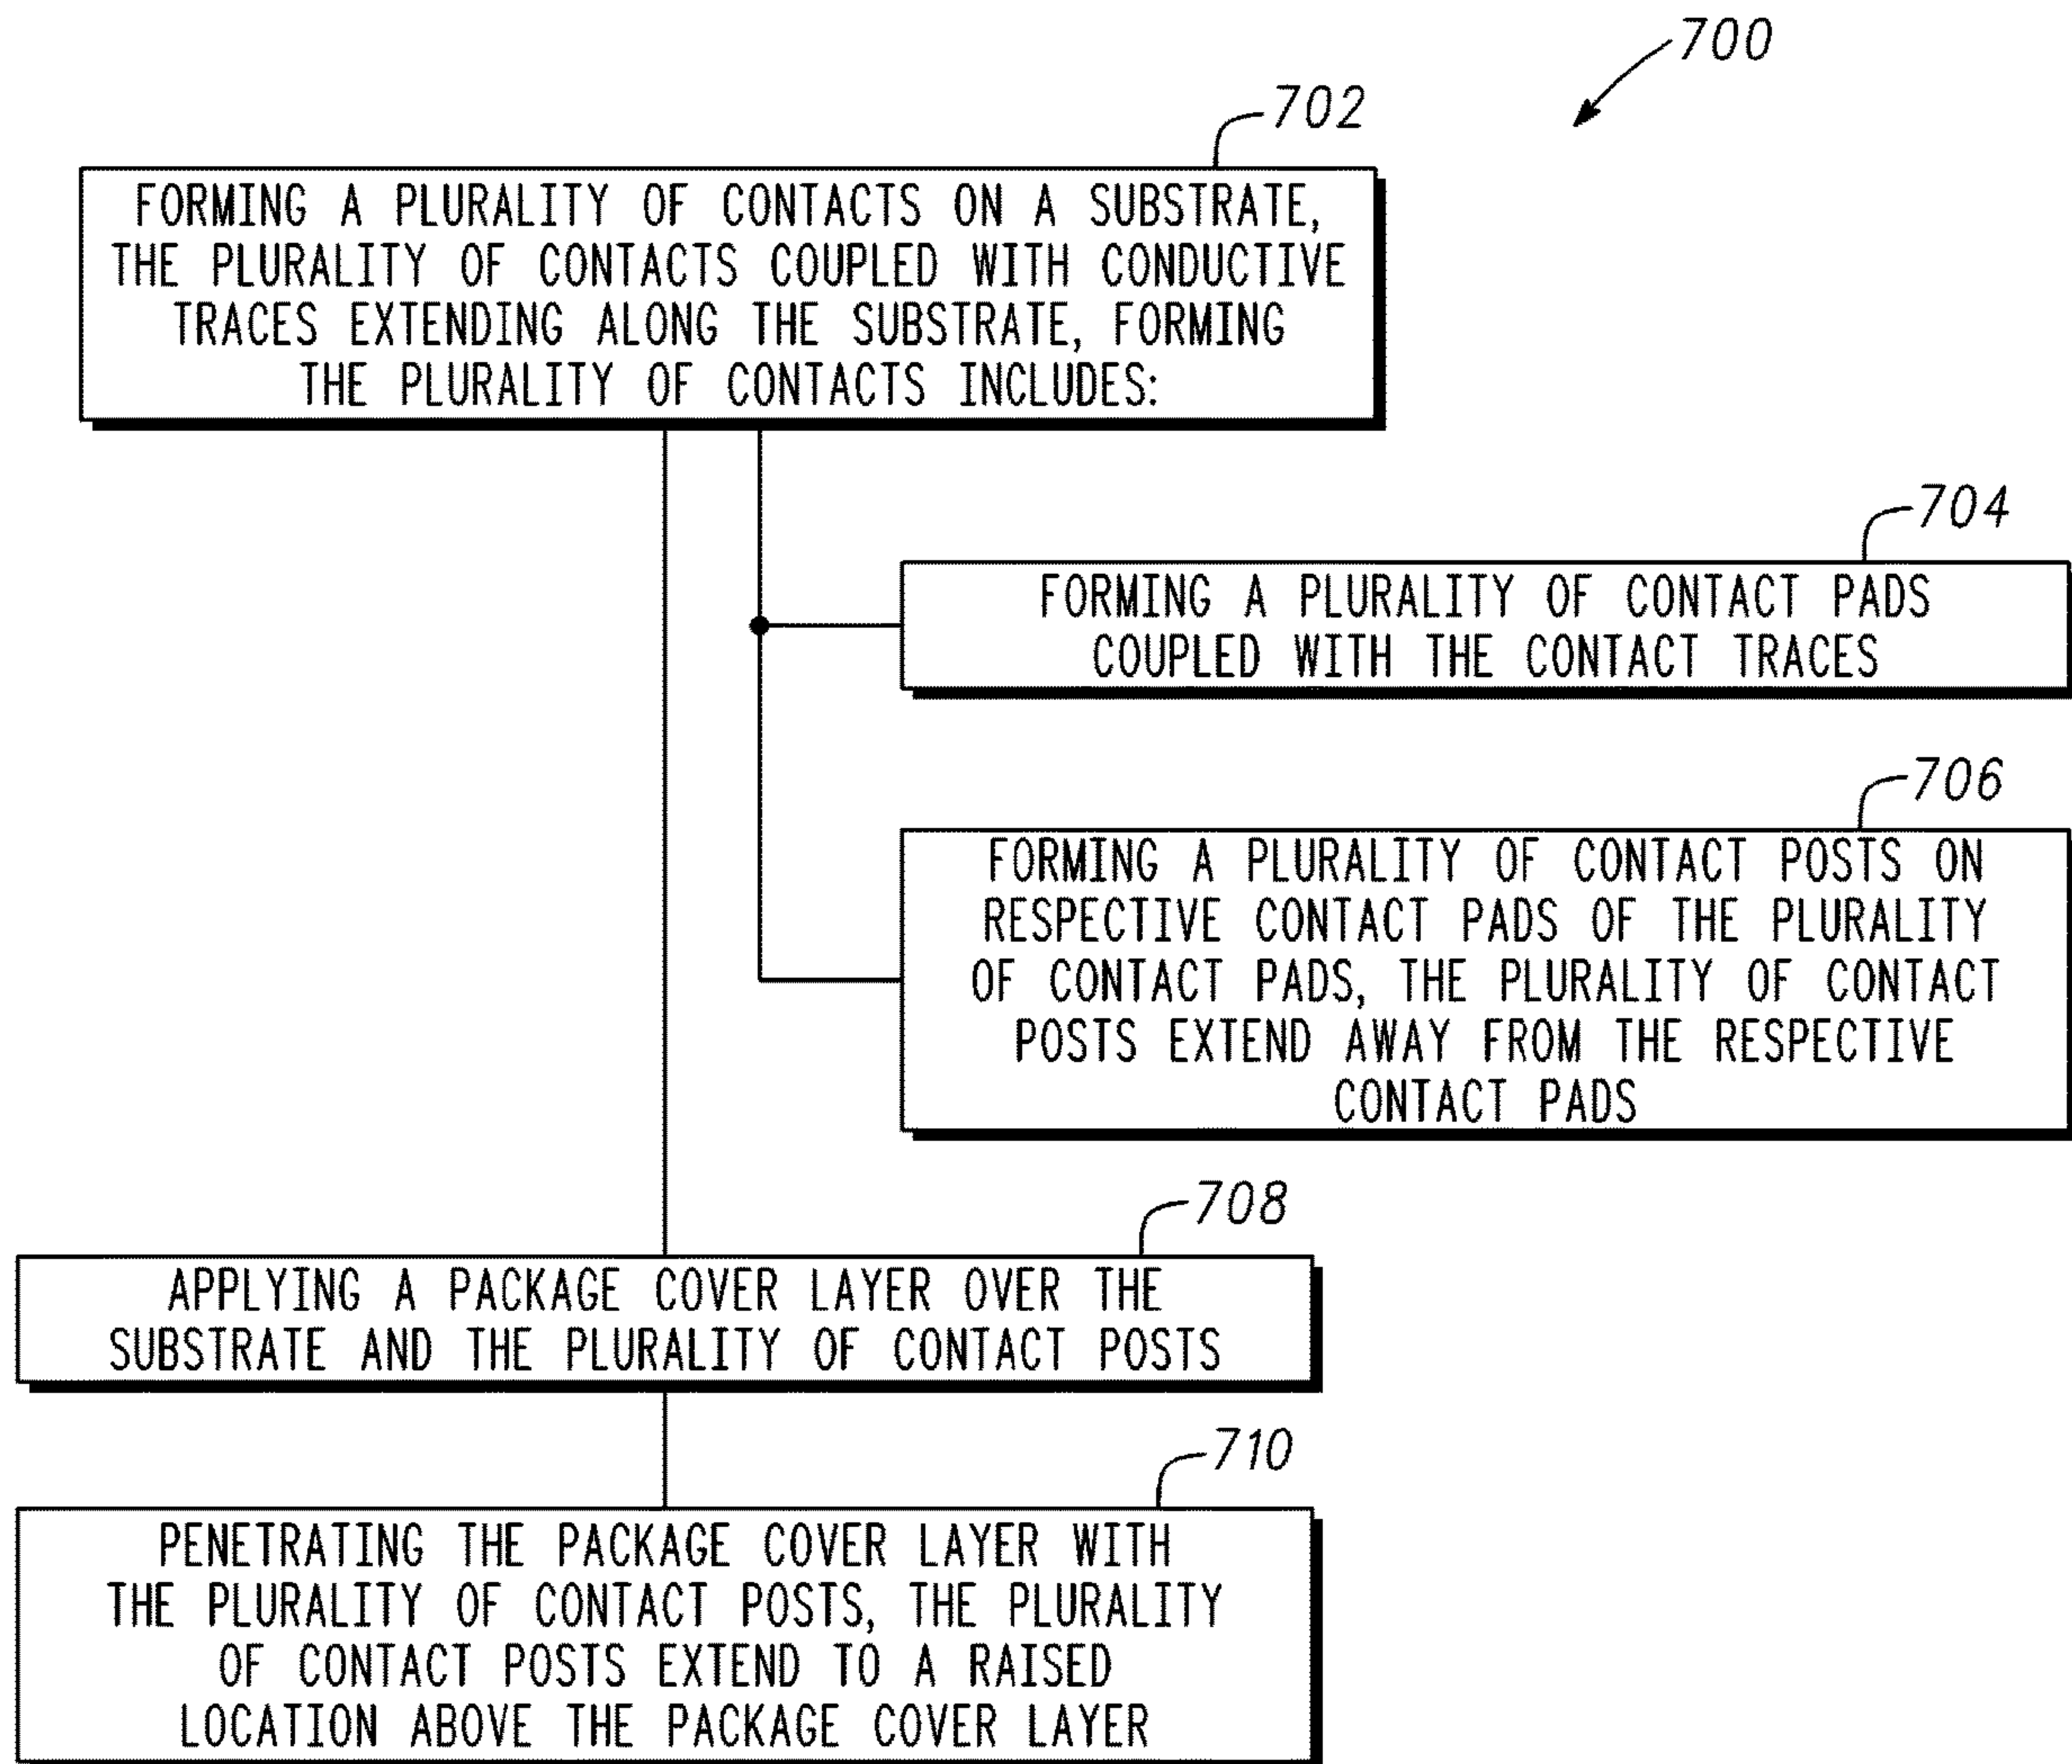 700
702
FORMING A PLURALITY OF CONTACTS ON A SUBSTRATE,
THE PLURALITY OF CONTACTS COUPLED WITH CONDUCTIVE
TRACES EXTENDING ALONG THE SUBSTRATE, FORMING
THE PLURALITY OF CONTACTS INCLUDES:
704
FORMING A PLURALITY OF CONTACT PADS
COUPLED WITH THE CONTACT TRACES
706
FORMING A PLURALITY OF CONTACT POSTS ON
RESPECTIVE CONTACT PADS OF THE PLURALITY
OF CONTACT PADS, THE PLURALITY OF CONTACT
POSTS EXTEND AWAY FROM THE RESPECTIVE
CONTACT PADS
708
APPLYING A PACKAGE COVER LAYER OVER THE
SUBSTRATE AND THE PLURALITY OF CONTACT POSTS
710
PENETRATING THE PACKAGE COVER LAYER WITH
THE PLURALITY OF CONTACT POSTS, THE PLURALITY
OF CONTACT POSTS EXTEND TO A RAISED
LOCATION ABOVE THE PACKAGE COVER LAYER